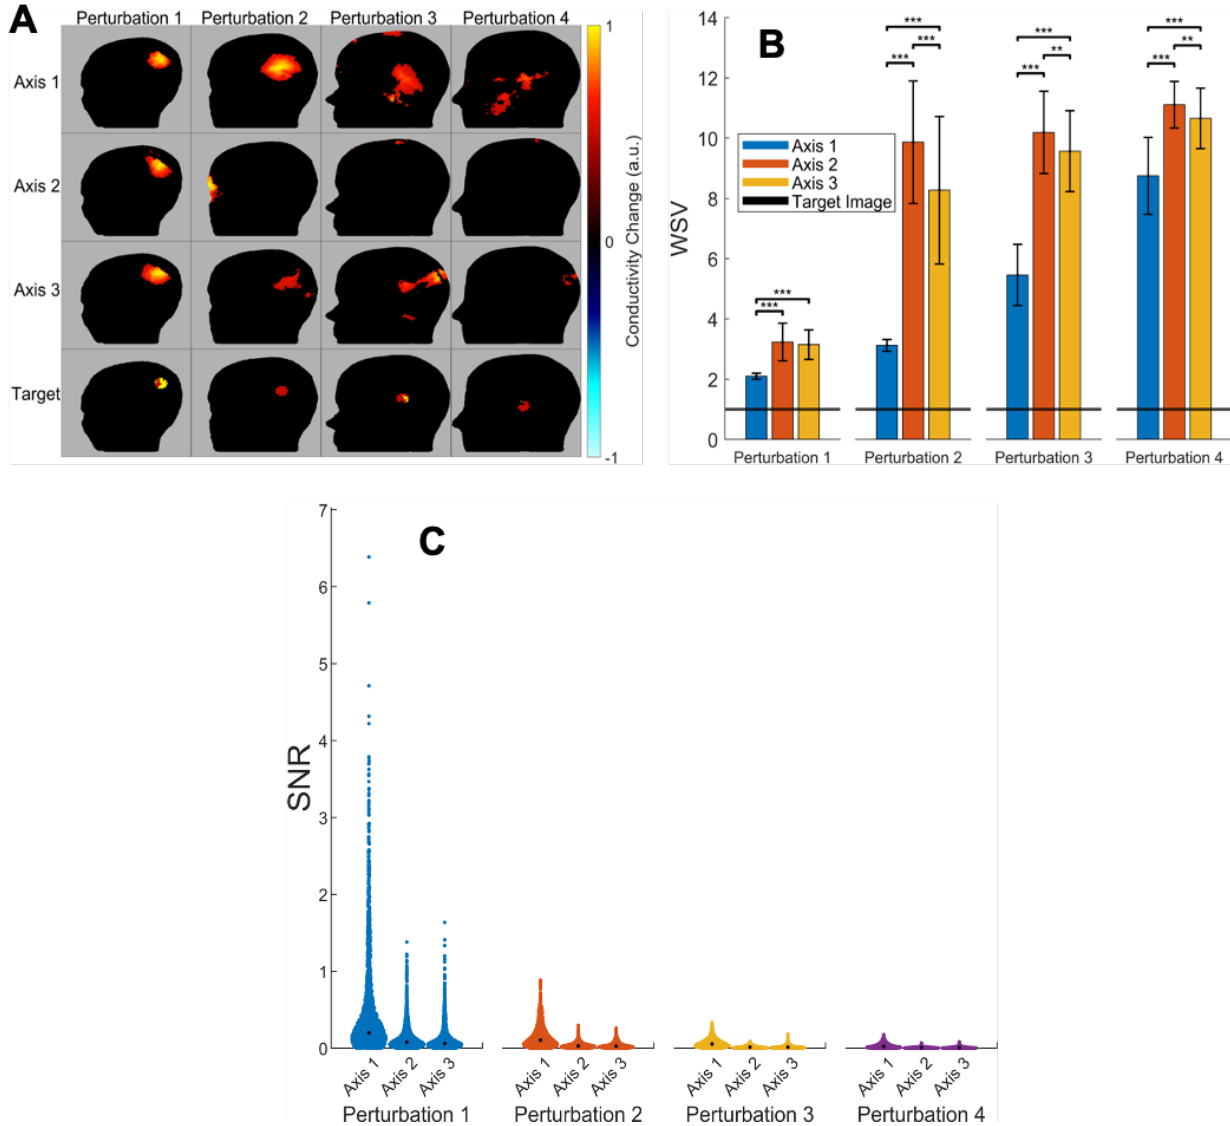 A
Perturbation 1 Perturbation 2 Perturbation 3 Perturbation 4
Axis 1
Axis 2
Axis 3
Target
1
0
-1
Conductivity Change (a.u.)
B
14
12
10
8
6
4
2
0
WSV
Axis 1
Axis 2
Axis 3
Target Image
*** *** *** *** *** *** *** ** *** *** **
Perturbation 1 Perturbation 2 Perturbation 3 Perturbation 4
C
7
6
5
4
3
2
1
0
SNR
Axis 1 Axis 2 Axis 3 Axis 1 Axis 2 Axis 3 Axis 1 Axis 2 Axis 3 Axis 1 Axis 2 Axis 3
Perturbation 1 Perturbation 2 Perturbation 3 Perturbation 4